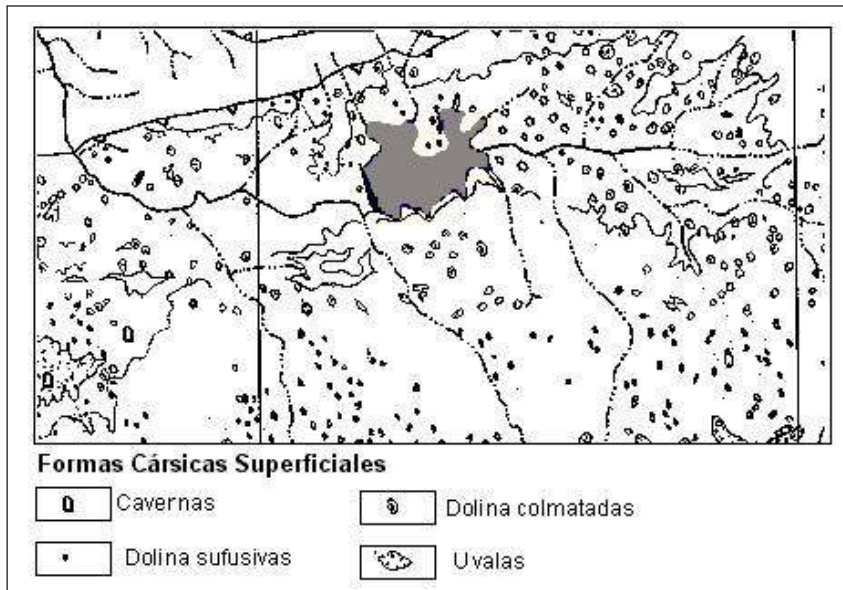 Formas Cársicas Superficiales
Cavernas
Dolina colmatadas
Dolina sufusivas
Uvalas